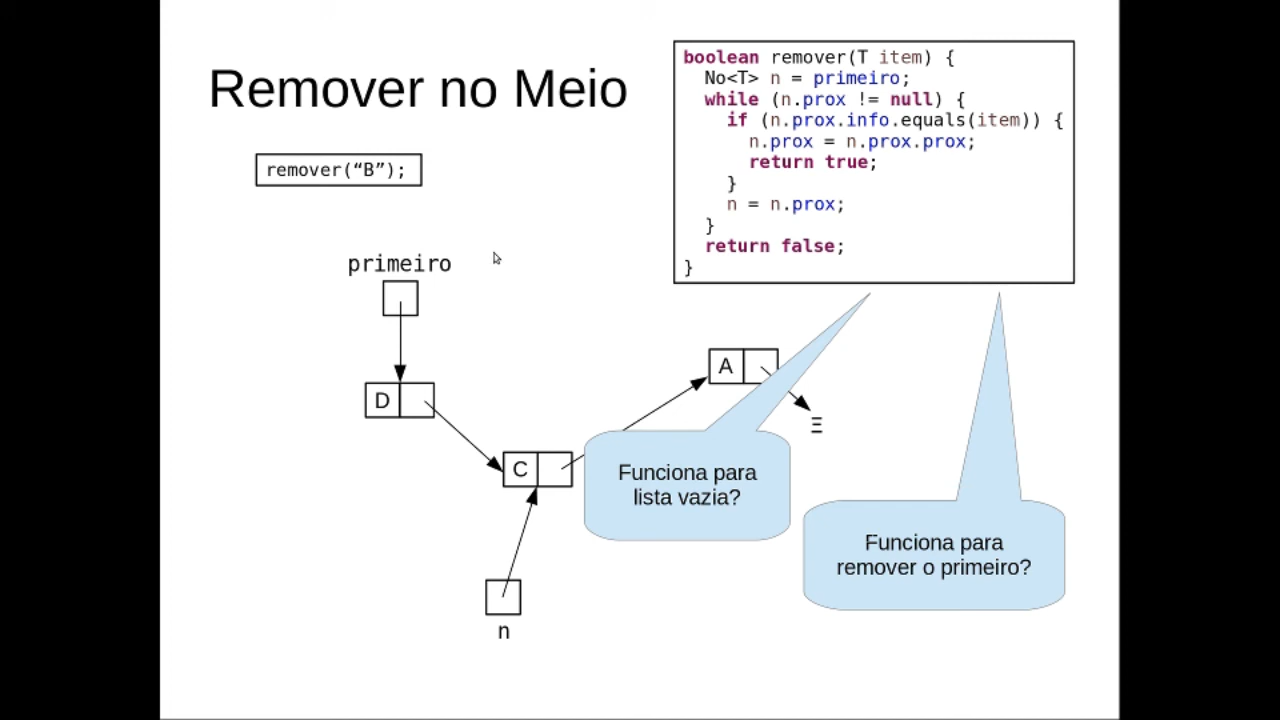 Remover no Meio
remover(“B”);
boolean remover(T item) {
  No<T> n = primeiro;
  while (n.prox != null) {
    if (n.prox.info.equals(item)) {
      n.prox = n.prox.prox;
      return true;
    }
    n = n.prox;
  }
  return false;
}
primeiro
D
C
A
Ξ
n
Funciona para
lista vazia?
Funciona para
remover o primeiro?